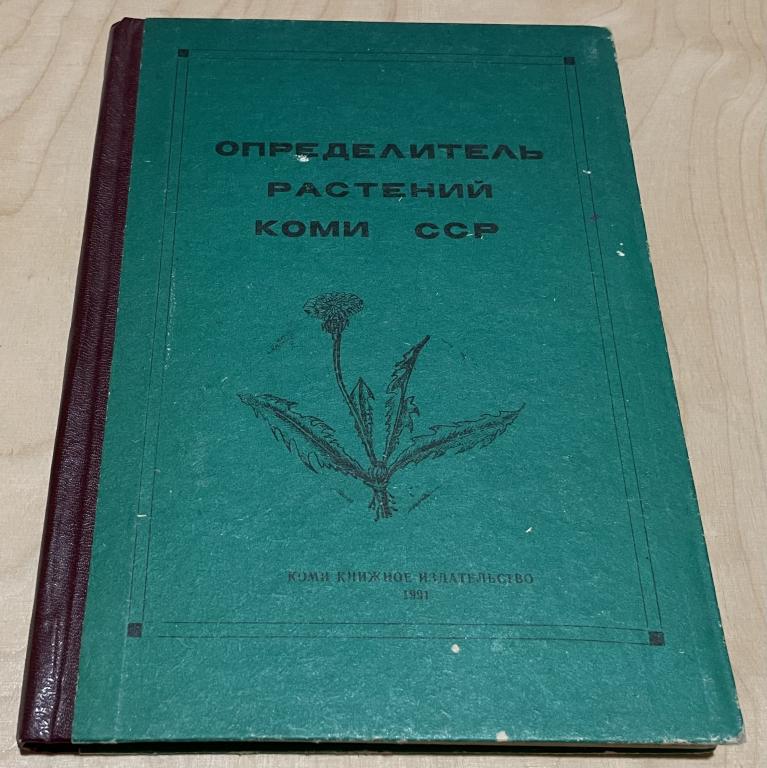 ОПРЕДЕЛИТЕЛЬ
РАСТЕНИЙ
КОМИ ССР
КОМИ КНИЖНОЕ ИЗДАТЕЛЬСТВО
1991